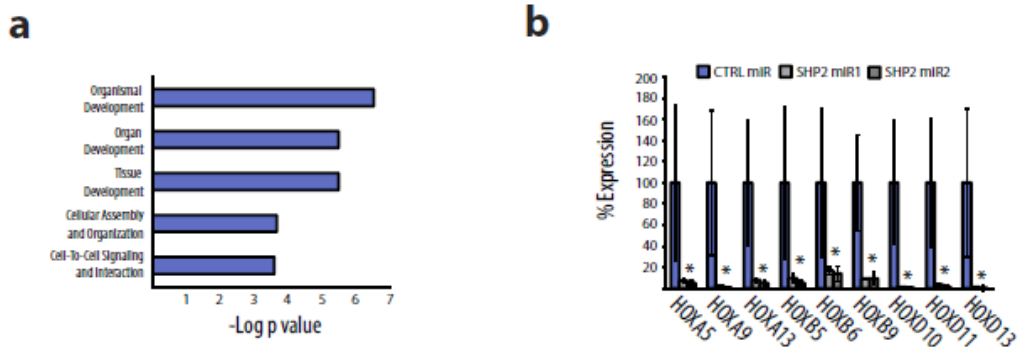 a
Organismal
Development
Organ
Development
Tissue
Development
Cellular Assembly
and Organization
Cell-To-Cell Signaling
and Interaction
1 2 3 4 5 6 7
-Log p value
b
CTRL miR SHP2 miR1 SHP2 miR2
% Expression
200
180
160
140
120
100
80
60
40
20
* * * * * * * * *
HOXA5
HOXA9
HOXA13
HOXB5
HOXB6
HOXB9
HOXD10
HOXD11
HOXD13